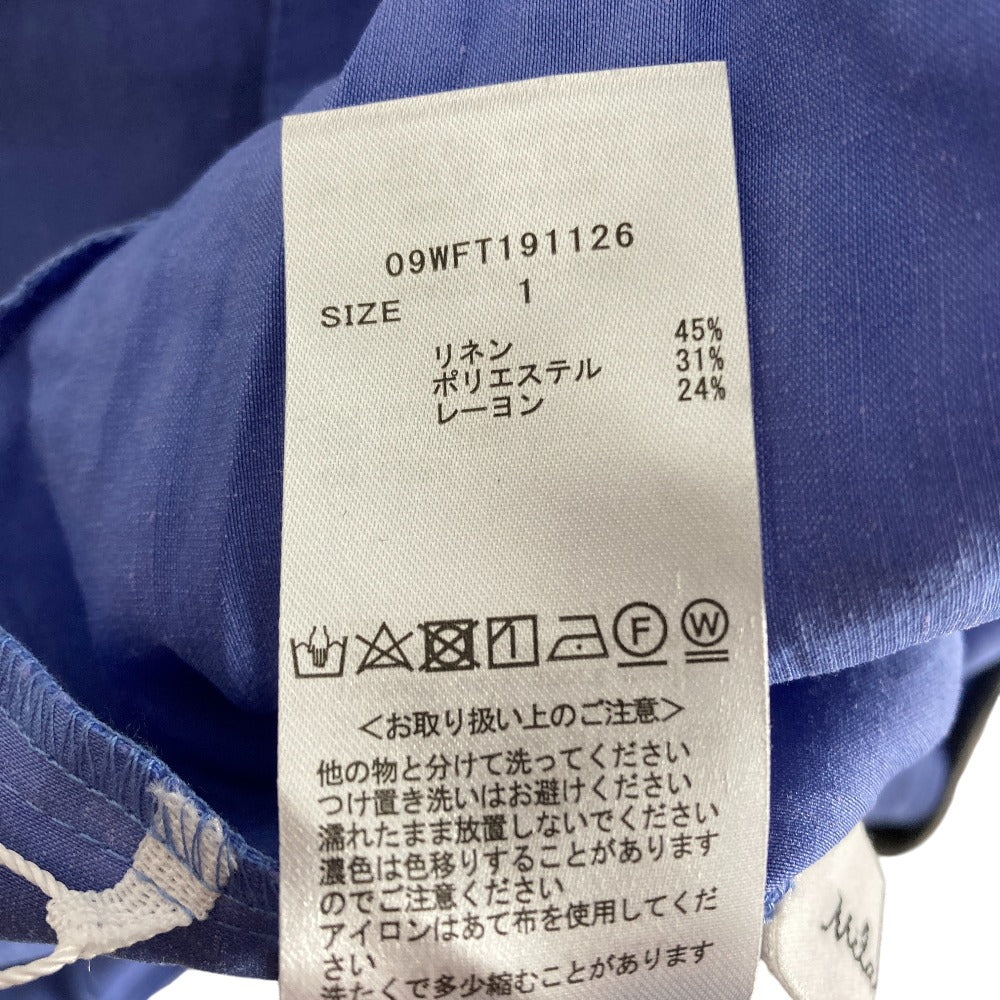 09WFT191126
SIZE 1
リネン 45%
ポリエステル 31%
レーヨン 24%
F W
<お取り扱い上のご注意>
他の物と分けて洗ってください
つけ置き洗いはお避けください
濡れたまま放置しないでください
濃色は色移りすることがあります
のでご注意ください
アイロンはあて布を使用してくだ
さい
洗たくで多少縮むことがあります